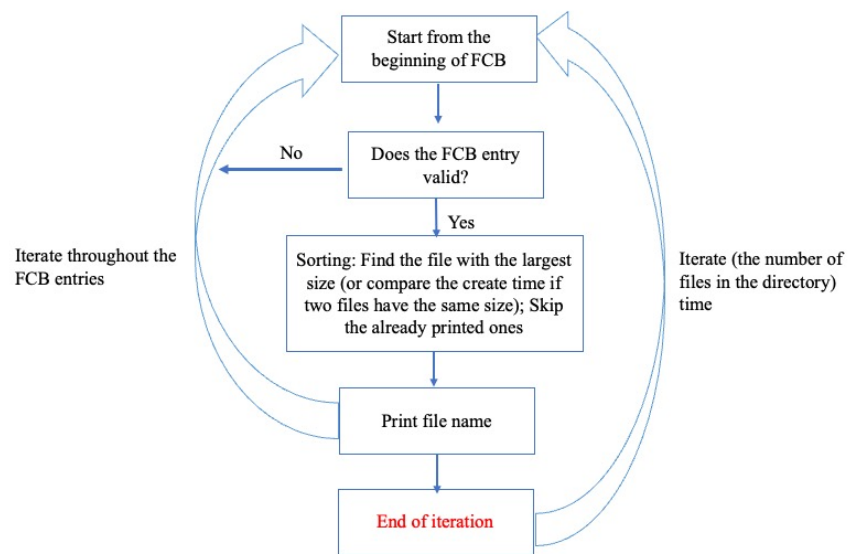 Start from the
beginning of FCB
No
Does the FCB entry
valid?
Yes
Iterate throughout the
FCB entries
Sorting: Find the file with the largest
size (or compare the create time if
two files have the same size); Skip
the already printed ones
Iterate (the number of
files in the directory)
time
Print file name
End of iteration